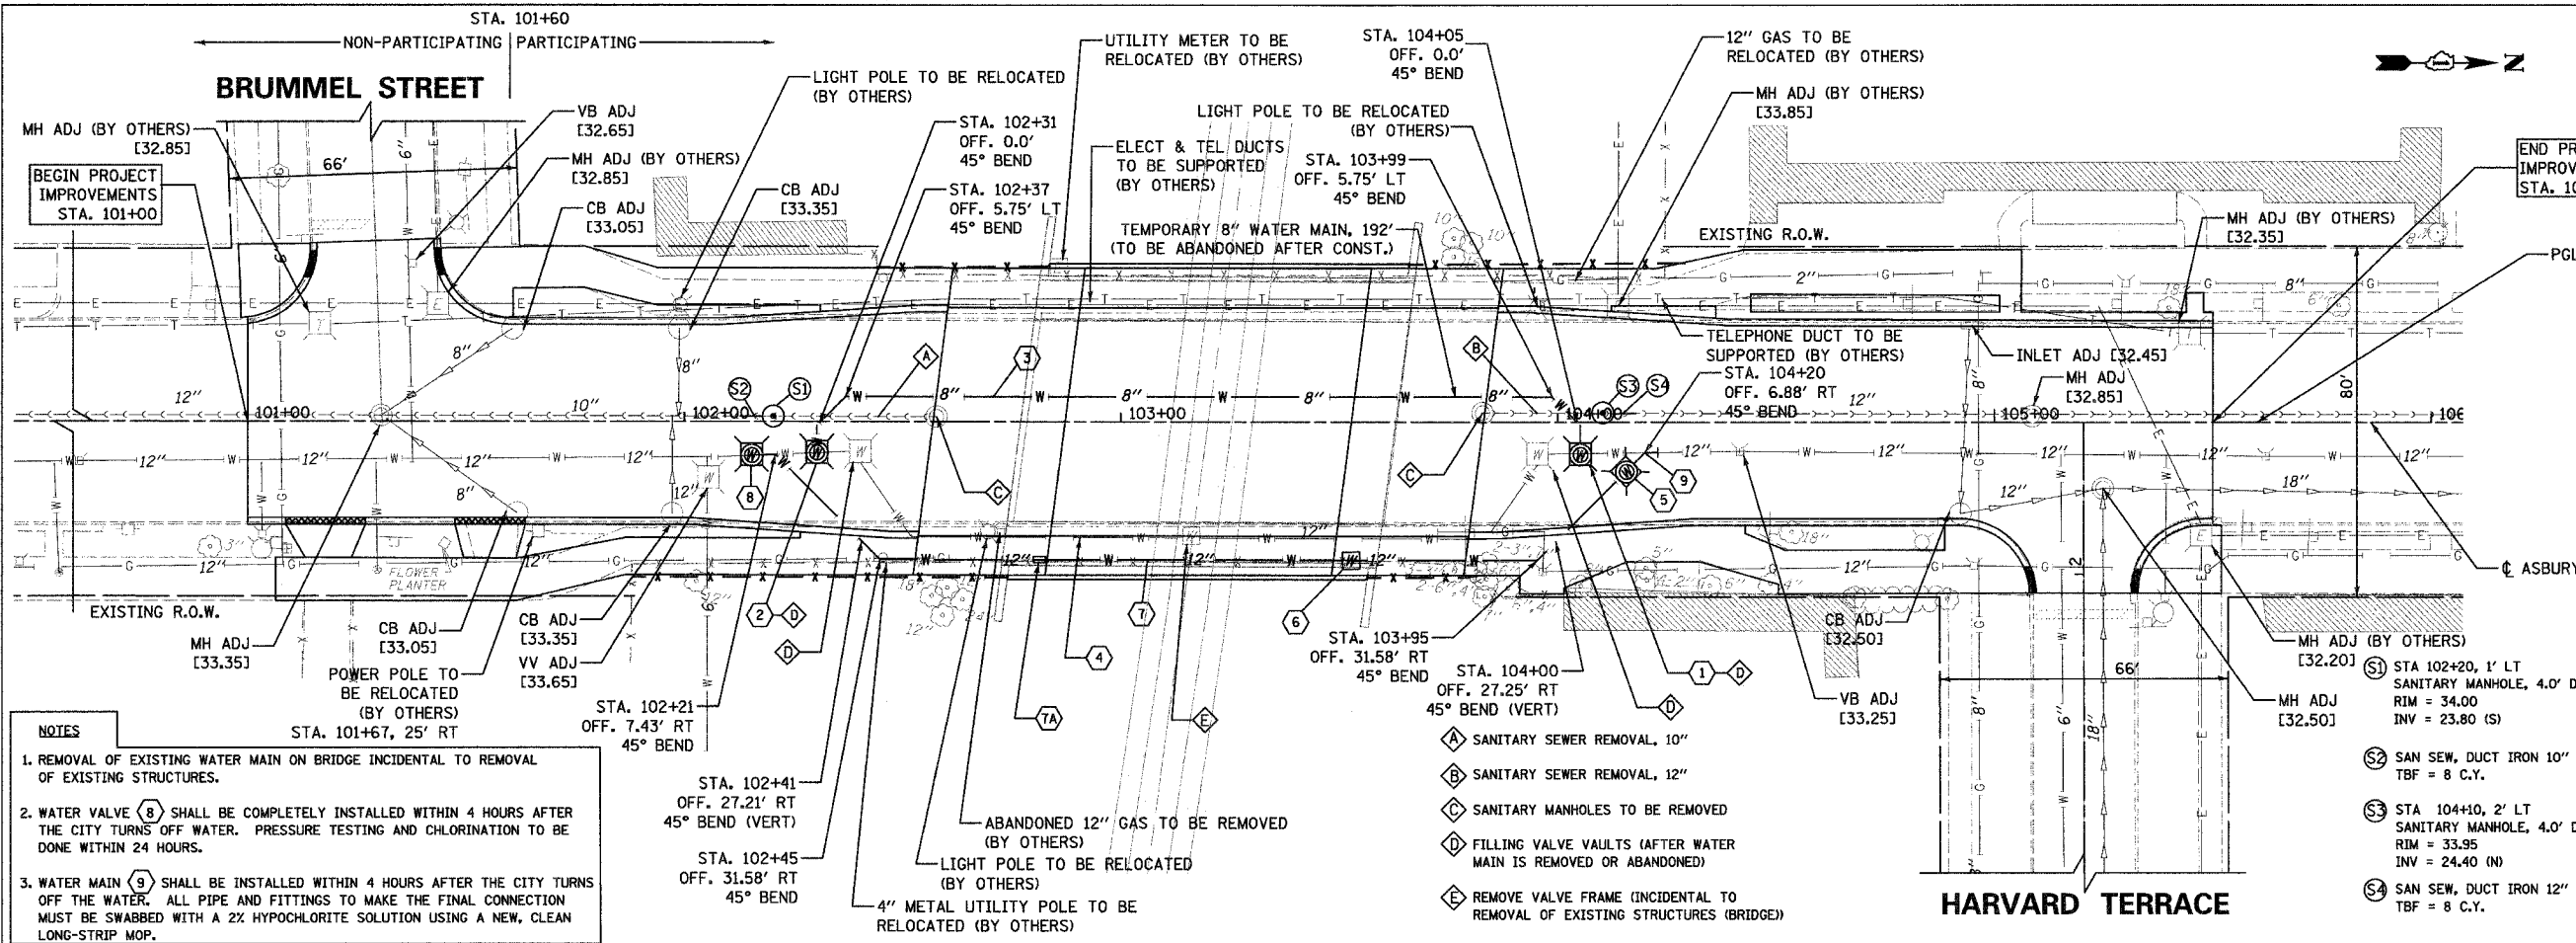 STA. 101+60
NON-PARTICIPATING PARTICIPATING
BRUMMEL STREET
MH ADJ (BY OTHERS)
[32.85]
66'
6"
VB ADJ
[32.65]
MH ADJ (BY OTHERS)
[32.85]
CB ADJ
[33.05]
BEGIN PROJECT
IMPROVEMENTS
STA. 101+00
LIGHT POLE TO BE RELOCATED
(BY OTHERS)
CB ADJ
[33.35]
STA. 102+31
OFF. 0.0'
45° BEND
STA. 102+37
OFF. 5.75' LT
45° BEND
UTILITY METER TO BE
RELOCATED (BY OTHERS)
ELECT & TEL DUCTS
TO BE SUPPORTED
(BY OTHERS)
TEMPORARY 8" WATER MAIN, 192'
(TO BE ABANDONED AFTER CONST.)
STA. 104+05
OFF. 0.0'
45° BEND
LIGHT POLE TO BE RELOCATED
(BY OTHERS)
STA. 103+99
OFF. 5.75' LT
45° BEND
12" GAS TO BE
RELOCATED (BY OTHERS)
MH ADJ (BY OTHERS)
[33.85]
N
EXISTING R.O.W.
MH ADJ (BY OTHERS)
[32.35]
END PR
IMPROV
STA. 10
PGL
TELEPHONE DUCT TO BE
SUPPORTED (BY OTHERS)
STA. 104+20
OFF. 6.88' RT
45° BEND
INLET ADJ [32.45]
MH ADJ
[32.85]
80'
101+00
102+00
103+00
104+00
105+00
106
S2 S1
S3 S4
A
3
B
C
C
8
9
5
EXISTING R.O.W.
FLOWER
PLANTER
MH ADJ
[33.35]
CB ADJ
[33.05]
POWER POLE TO
BE RELOCATED
(BY OTHERS)
STA. 101+67, 25' RT
CB ADJ
[33.35]
VV ADJ
[33.65]
2 D
D
STA. 102+21
OFF. 7.43' RT
45° BEND
STA. 102+41
OFF. 27.21' RT
45° BEND (VERT)
STA. 102+45
OFF. 31.58' RT
45° BEND
4
7
7A
E
6
ABANDONED 12" GAS TO BE REMOVED
(BY OTHERS)
LIGHT POLE TO BE RELOCATED
(BY OTHERS)
4" METAL UTILITY POLE TO BE
RELOCATED (BY OTHERS)
STA. 103+95
OFF. 31.58' RT
45° BEND
STA. 104+00
OFF. 27.25' RT
45° BEND (VERT)
1 D
D
CB ADJ
[32.50]
VB ADJ
[33.25]
℄ ASBURY
MH ADJ (BY OTHERS)
[32.20]
66'
MH ADJ
[32.50]
HARVARD TERRACE
NOTES
1. REMOVAL OF EXISTING WATER MAIN ON BRIDGE INCIDENTAL TO REMOVAL
OF EXISTING STRUCTURES.
2. WATER VALVE 8 SHALL BE COMPLETELY INSTALLED WITHIN 4 HOURS AFTER
THE CITY TURNS OFF WATER. PRESSURE TESTING AND CHLORINATION TO BE
DONE WITHIN 24 HOURS.
3. WATER MAIN 9 SHALL BE INSTALLED WITHIN 4 HOURS AFTER THE CITY TURNS
OFF THE WATER. ALL PIPE AND FITTINGS TO MAKE THE FINAL CONNECTION
MUST BE SWABBED WITH A 2% HYPOCHLORITE SOLUTION USING A NEW, CLEAN
LONG-STRIP MOP.
A SANITARY SEWER REMOVAL, 10"
B SANITARY SEWER REMOVAL, 12"
C SANITARY MANHOLES TO BE REMOVED
D FILLING VALVE VAULTS (AFTER WATER
MAIN IS REMOVED OR ABANDONED)
E REMOVE VALVE FRAME (INCIDENTAL TO
REMOVAL OF EXISTING STRUCTURES (BRIDGE))
S1 STA 102+20, 1' LT
SANITARY MANHOLE, 4.0' D
RIM = 34.00
INV = 23.80 (S)
S2 SAN SEW, DUCT IRON 10"
TBF = 8 C.Y.
S3 STA 104+10, 2' LT
SANITARY MANHOLE, 4.0' D
RIM = 33.95
INV = 24.40 (N)
S4 SAN SEW, DUCT IRON 12"
TBF = 8 C.Y.